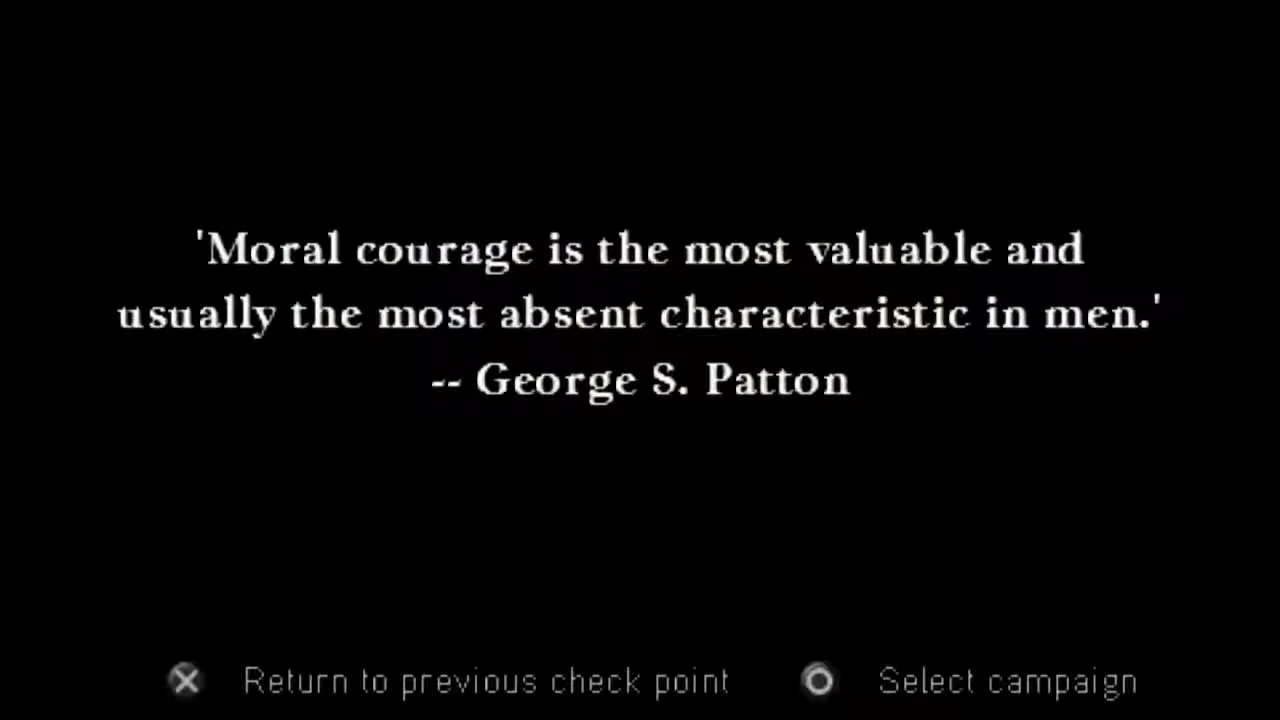 'Moral courage is the most valuable and
usually the most absent characteristic in men.'
-- George S. Patton
Return to previous check point
Select campaign